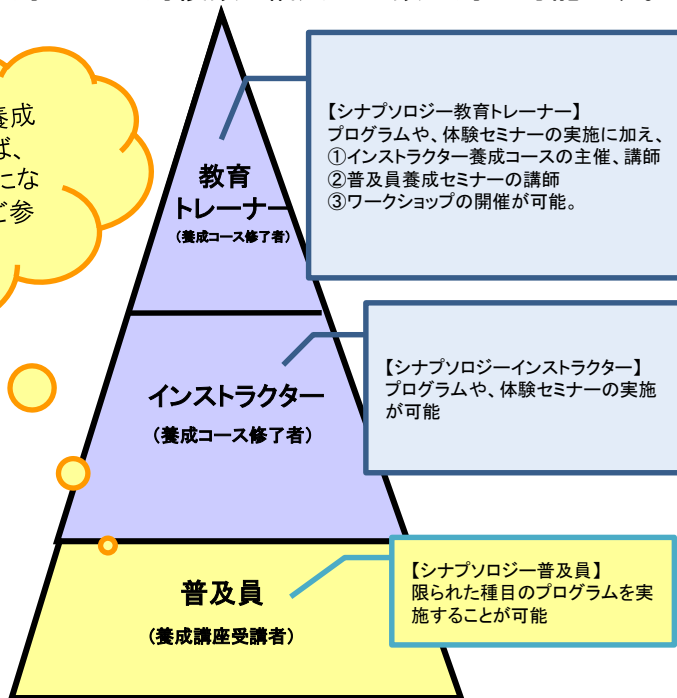 養成
ば、
にな
ご参
【シナプソロジー教育トレーナー】
プログラムや、体験セミナーの実施に加え、
①インストラクター養成コースの主催、講師
②普及員養成セミナーの講師
③ワークショップの開催が可能。
教育
トレーナー
(養成コース修了者)
【シナプソロジーインストラクター】
プログラムや、体験セミナーの実施
が可能
インストラクター
(養成コース修了者)
【シナプソロジー普及員】
限られた種目のプログラムを実
施することが可能
普及員
(養成講座受講者)